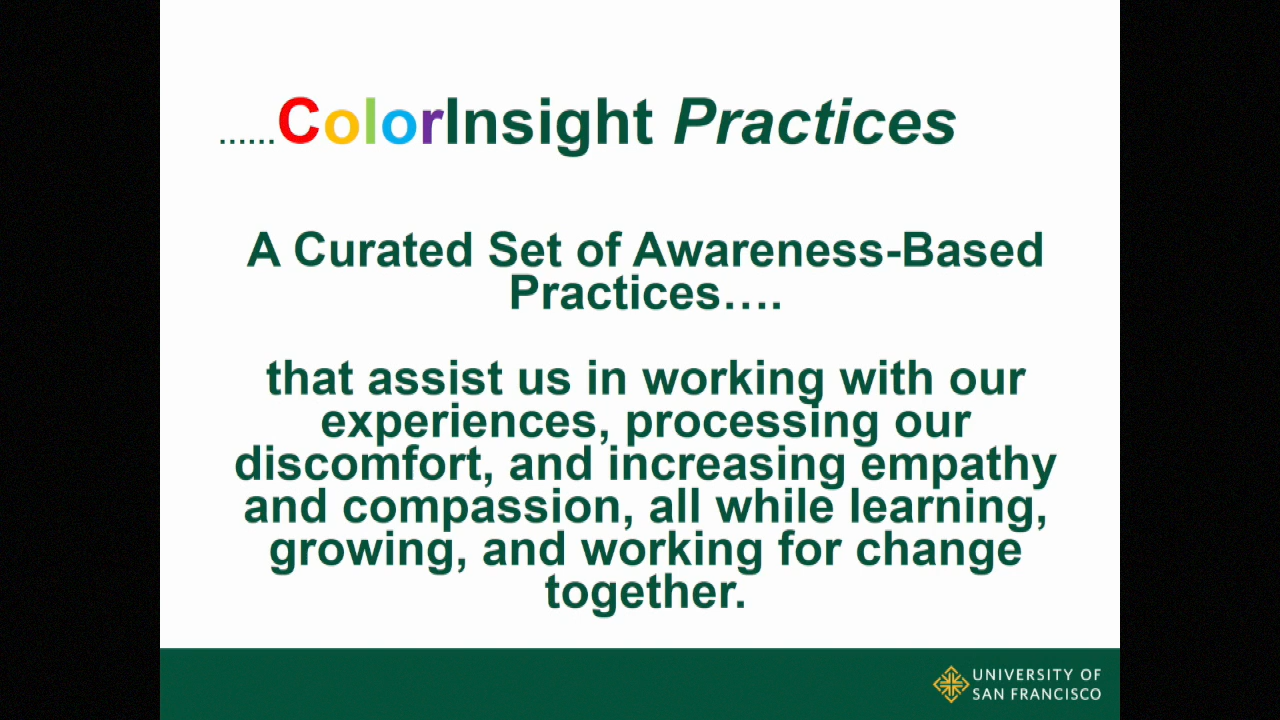 ......ColorInsight Practices
A Curated Set of Awareness-Based
Practices….
that assist us in working with our
experiences, processing our
discomfort, and increasing empathy
and compassion, all while learning,
growing, and working for change
together.
UNIVERSITY OF
SAN FRANCISCO